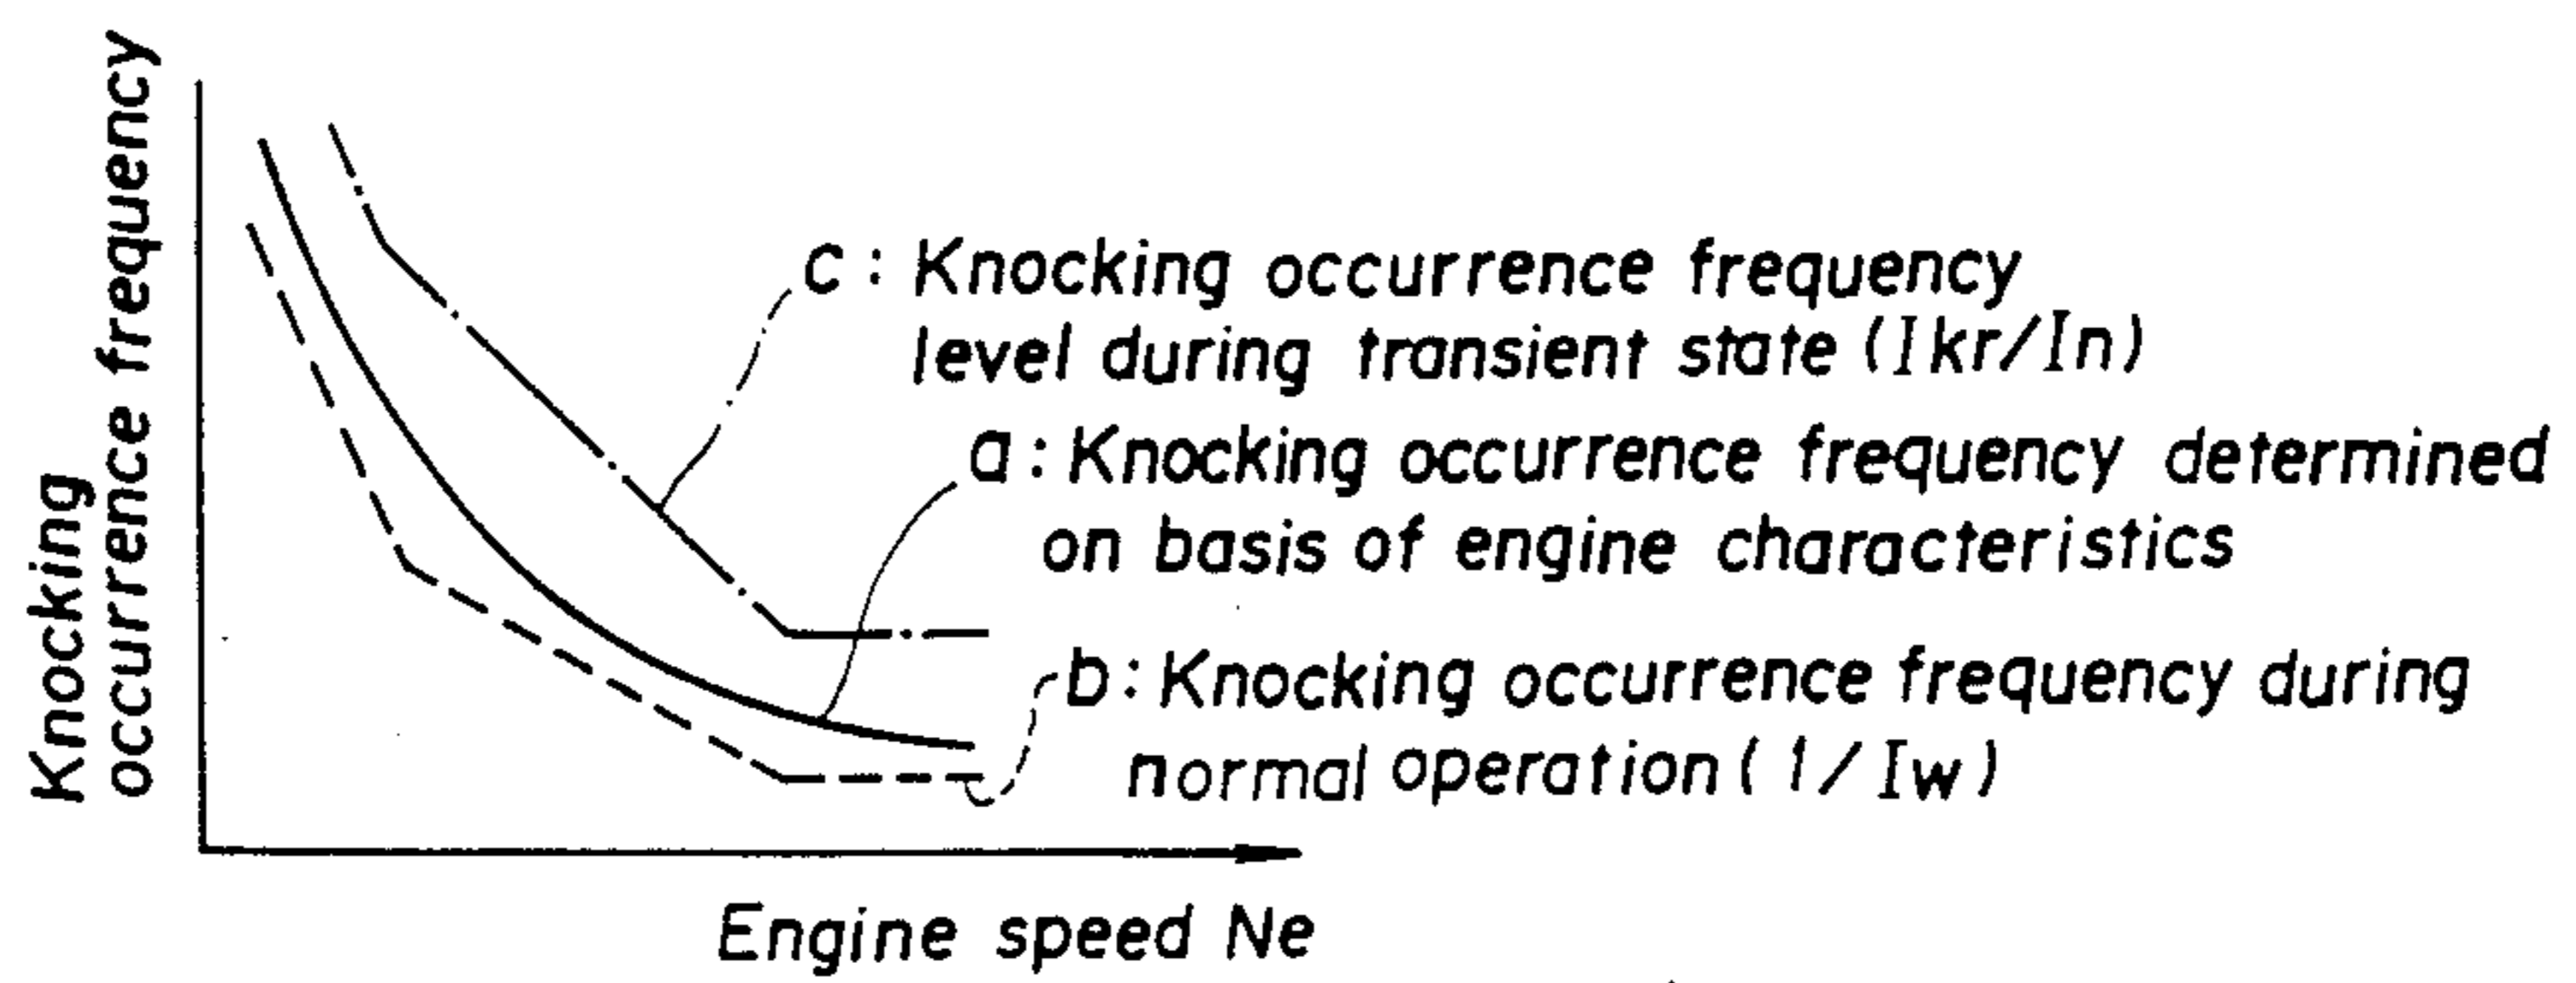 Knocking
occurrence frequency
c : Knocking occurrence frequency
level during transient state (Ikr/In)
a : Knocking occurrence frequency determined
on basis of engine characteristics
b : Knocking occurrence frequency during
normal operation ( 1 / Iw )
Engine speed Ne